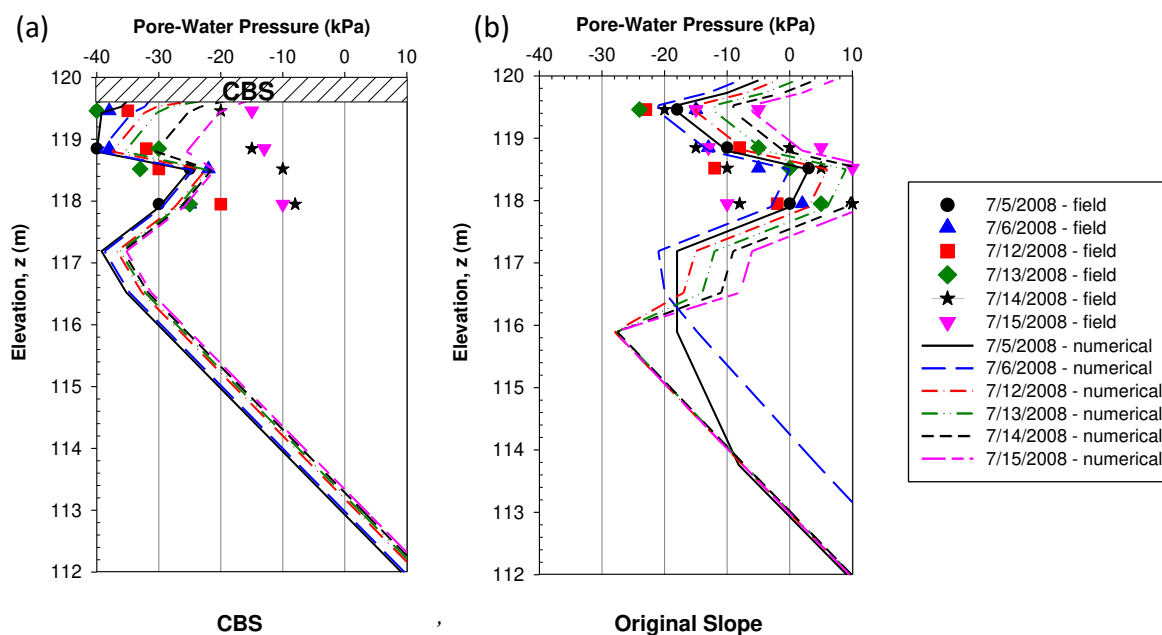 (a)
Pore-Water Pressure (kPa)
-40 -30 -20 -10 0 10
120
119
118
117
116
115
114
113
112
Elevation, z (m)
CBS
CBS
,
(b)
Pore-Water Pressure (kPa)
-40 -30 -20 -10 0 10
120
119
118
117
116
115
114
113
112
Elevation, z (m)
Original Slope
7/5/2008 - field
7/6/2008 - field
7/12/2008 - field
7/13/2008 - field
7/14/2008 - field
7/15/2008 - field
7/5/2008 - numerical
7/6/2008 - numerical
7/12/2008 - numerical
7/13/2008 - numerical
7/14/2008 - numerical
7/15/2008 - numerical